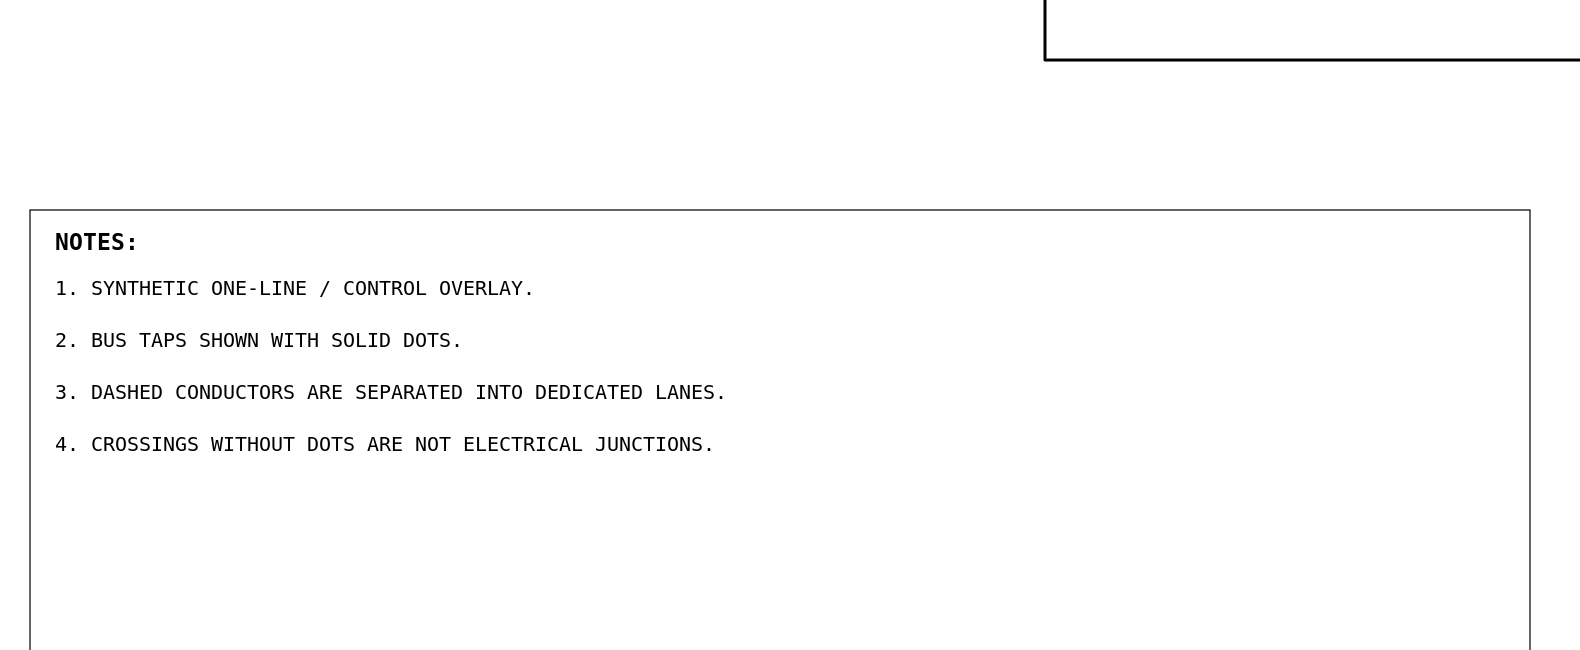 NOTES:
1. SYNTHETIC ONE-LINE / CONTROL OVERLAY.
2. BUS TAPS SHOWN WITH SOLID DOTS.
3. DASHED CONDUCTORS ARE SEPARATED INTO DEDICATED LANES.
4. CROSSINGS WITHOUT DOTS ARE NOT ELECTRICAL JUNCTIONS.